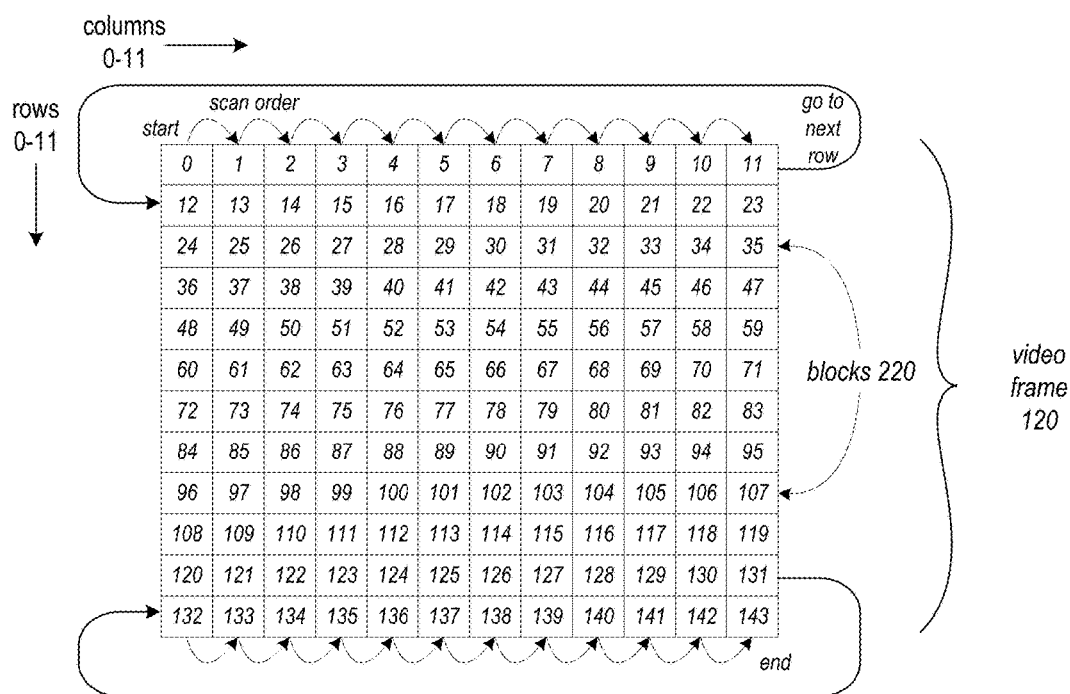 columns
0-11
rows
0-11
scan order
start
go to
next
row
0 1 2 3 4 5 6 7 8 9 10 11
12 13 14 15 16 17 18 19 20 21 22 23
24 25 26 27 28 29 30 31 32 33 34 35
36 37 38 39 40 41 42 43 44 45 46 47
48 49 50 51 52 53 54 55 56 57 58 59
60 61 62 63 64 65 66 67 68 69 70 71
72 73 74 75 76 77 78 79 80 81 82 83
84 85 86 87 88 89 90 91 92 93 94 95
96 97 98 99 100 101 102 103 104 105 106 107
108 109 110 111 112 113 114 115 116 117 118 119
120 121 122 123 124 125 126 127 128 129 130 131
132 133 134 135 136 137 138 139 140 141 142 143
blocks 220
video
frame
120
end